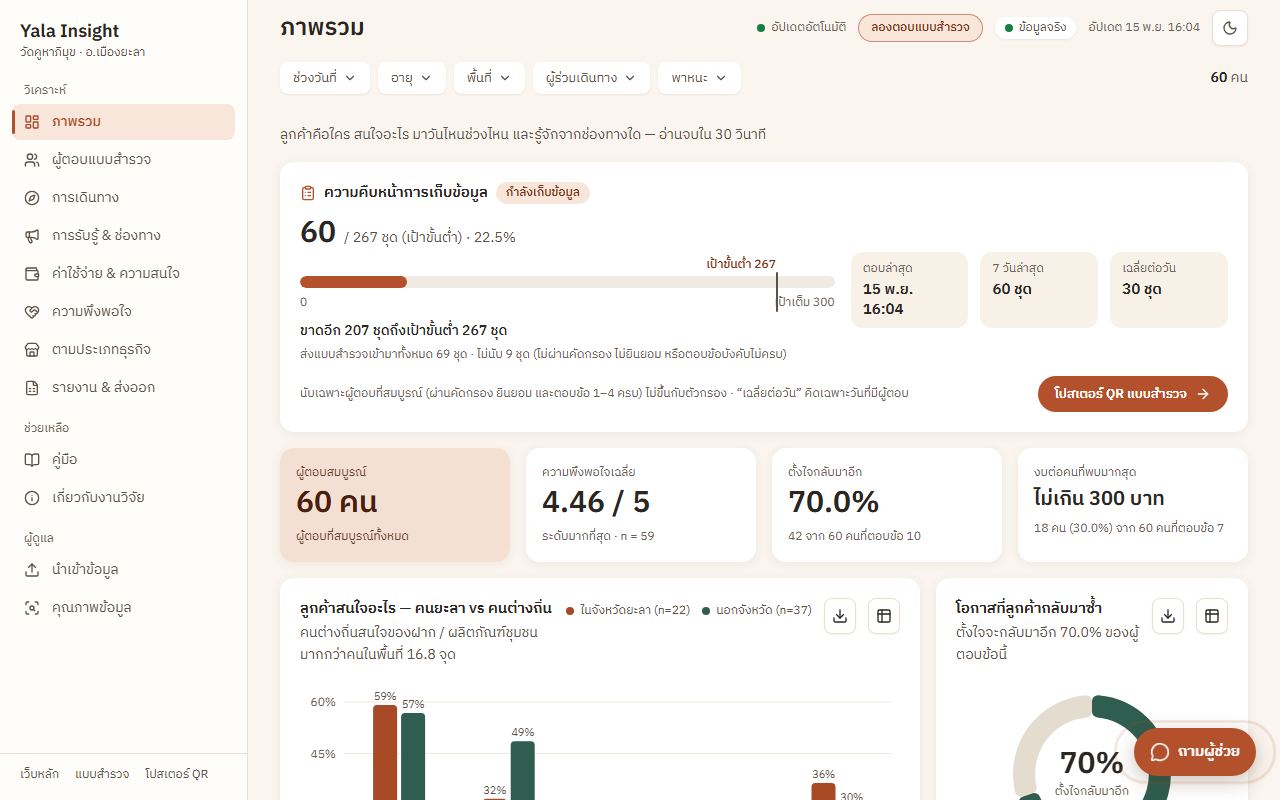 Yala Insight
วัดคูหาภิมุข · อ.เมืองยะลา
วิเคราะห์
ภาพรวม
ผู้ตอบแบบสำรวจ
การเดินทาง
การรับรู้ & ช่องทาง
ค่าใช้จ่าย & ความสนใจ
ความพึงพอใจ
ตามประเภทธุรกิจ
รายงาน & ส่งออก
ช่วยเหลือ
คู่มือ
เกี่ยวกับงานวิจัย
ผู้ดูแล
นำเข้าข้อมูล
คุณภาพข้อมูล
เว็บหลัก แบบสำรวจ โปสเตอร์ QR
ภาพรวม
อัปเดตอัตโนมัติ ลองตอบแบบสำรวจ ข้อมูลจริง อัปเดต 15 พ.ย. 16:04
ช่วงวันที่ อายุ พื้นที่ ผู้ร่วมเดินทาง พาหนะ 60 คน
ลูกค้าคือใคร สนใจอะไร มาวันไหนช่วงไหน และรู้จักจากช่องทางใด — อ่านจบใน 30 วินาที
ความคืบหน้าการเก็บข้อมูล กำลังเก็บข้อมูล
60 / 267 ชุด (เป้าขั้นต่ำ) · 22.5%
เป้าขั้นต่ำ 267
0 เป้าเต็ม 300
ตอบล่าสุด
15 พ.ย.
16:04
7 วันล่าสุด
60 ชุด
เฉลี่ยต่อวัน
30 ชุด
ขาดอีก 207 ชุดถึงเป้าขั้นต่ำ 267 ชุด
ส่งแบบสำรวจเข้ามาทั้งหมด 69 ชุด · ไม่นับ 9 ชุด (ไม่ผ่านคัดกรอง ไม่ยินยอม หรือตอบข้อบังคับไม่ครบ)
นับเฉพาะผู้ตอบที่สมบูรณ์ (ผ่านคัดกรอง ยินยอม และตอบข้อ 1–4 ครบ) ไม่ขึ้นกับตัวกรอง · “เฉลี่ยต่อวัน” คิดเฉพาะวันที่มีผู้ตอบ
โปสเตอร์ QR แบบสำรวจ
ผู้ตอบสมบูรณ์
60 คน
ผู้ตอบที่สมบูรณ์ทั้งหมด
ความพึงพอใจเฉลี่ย
4.46 / 5
ระดับมากที่สุด · n = 59
ตั้งใจกลับมาอีก
70.0%
42 จาก 60 คนที่ตอบข้อ 10
งบต่อคนที่พบมากสุด
ไม่เกิน 300 บาท
18 คน (30.0%) จาก 60 คนที่ตอบข้อ 7
ลูกค้าสนใจอะไร — คนยะลา vs คนต่างถิ่น
คนต่างถิ่นสนใจของฝาก / ผลิตภัณฑ์ชุมชน
มากกว่าคนในพื้นที่ 16.8 จุด
ในจังหวัดยะลา (n=22) นอกจังหวัด (n=37)
60%
45%
59%
57%
32%
49%
36%
30%
โอกาสที่ลูกค้ากลับมาซ้ำ
ตั้งใจจะกลับมาอีก 70.0% ของผู้
ตอบข้อนี้
70%
ตั้งใจกลับมาอีก
ถามผู้ช่วย